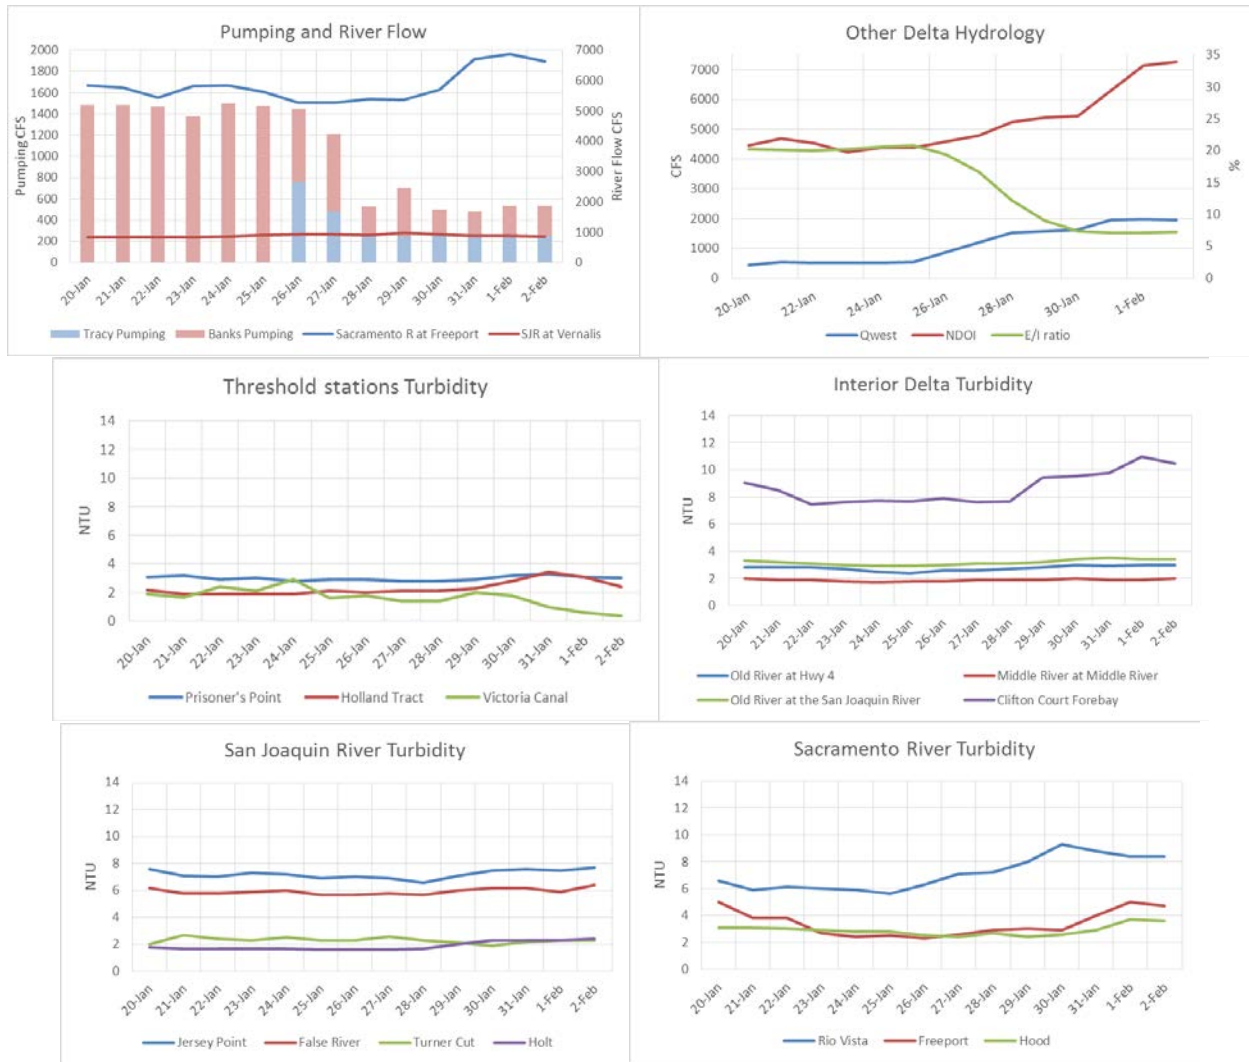 Pumping and River Flow
2000
1800
1600
1400
1200
1000
800
600
400
200
0
Pumping CFS
7000
6000
5000
4000
3000
2000
1000
0
River Flow CFS
20-Jan 21-Jan 22-Jan 23-Jan 24-Jan 25-Jan 26-Jan 27-Jan 28-Jan 29-Jan 30-Jan 31-Jan 1-Feb 2-Feb
Tracy Pumping Banks Pumping Sacramento R at Freeport SJR at Vernalis
Other Delta Hydrology
7000
6000
5000
4000
3000
2000
1000
0
CFS
35
30
25
20
15
10
5
0
%
20-Jan 22-Jan 24-Jan 26-Jan 28-Jan 30-Jan 1-Feb
Qwest NDOI E/I ratio
Threshold stations Turbidity
14
12
10
8
6
4
2
0
NTU
20-Jan 21-Jan 22-Jan 23-Jan 24-Jan 25-Jan 26-Jan 27-Jan 28-Jan 29-Jan 30-Jan 31-Jan 1-Feb 2-Feb
Prisoner's Point Holland Tract Victoria Canal
Interior Delta Turbidity
14
12
10
8
6
4
2
0
NTU
20-Jan 21-Jan 22-Jan 23-Jan 24-Jan 25-Jan 26-Jan 27-Jan 28-Jan 29-Jan 30-Jan 31-Jan 1-Feb 2-Feb
Old River at Hwy 4 Middle River at Middle River
Old River at the San Joaquin River Clifton Court Forebay
San Joaquin River Turbidity
14
12
10
8
6
4
2
0
NTU
20-Jan 21-Jan 22-Jan 23-Jan 24-Jan 25-Jan 26-Jan 27-Jan 28-Jan 29-Jan 30-Jan 31-Jan 1-Feb 2-Feb
Jersey Point False River Turner Cut Holt
Sacramento River Turbidity
14
12
10
8
6
4
2
0
NTU
20-Jan 21-Jan 22-Jan 23-Jan 24-Jan 25-Jan 26-Jan 27-Jan 28-Jan 29-Jan 30-Jan 31-Jan 1-Feb 2-Feb
Rio Vista Freeport Hood